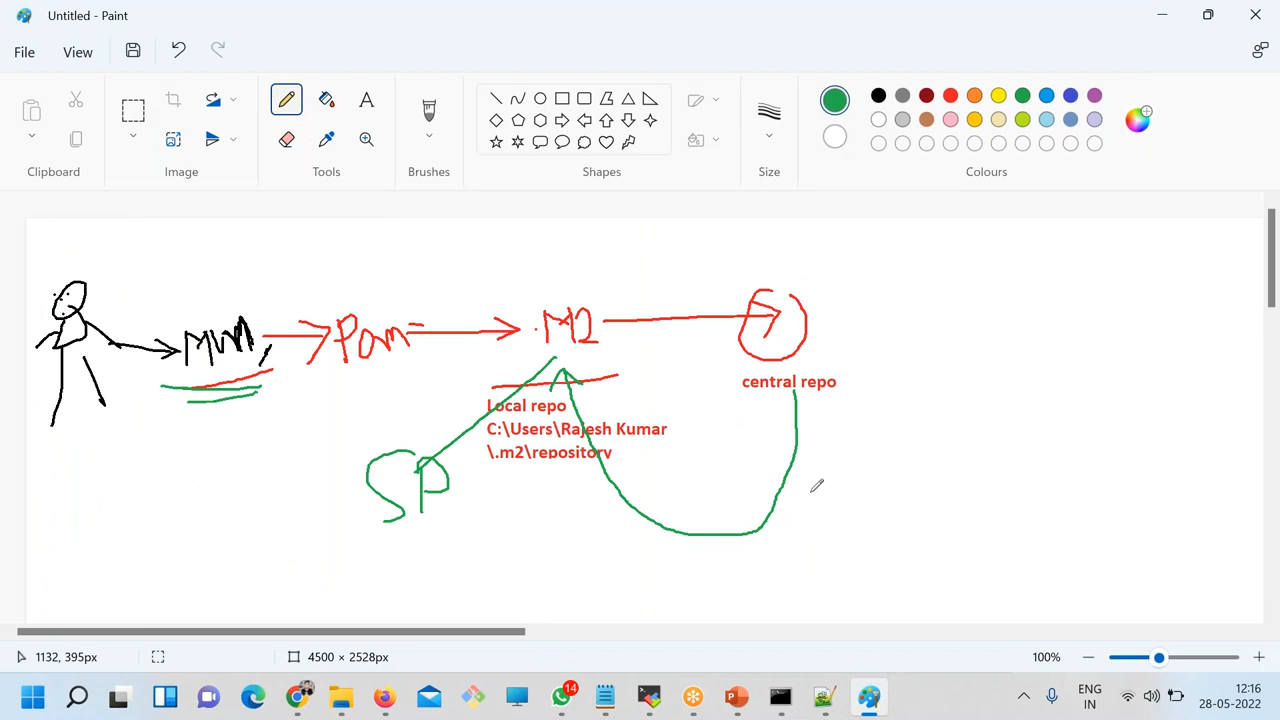 Untitled - Paint
File View
Clipboard
Image
Tools
Brushes
Shapes
Size
Colours
Mvn,
Pom
.M2
central repo
Local repo
C:\Users\Rajesh Kumar
\.m2\repository
SP
1132, 395px
4500 × 2528px
100%
14
ENG
IN
12:16
28-05-2022